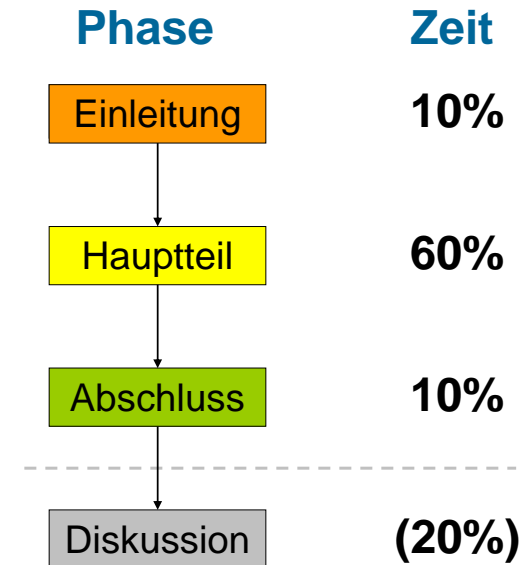 Phase Zeit
Einleitung 10%
Hauptteil 60%
Abschluss 10%
Diskussion (20%)